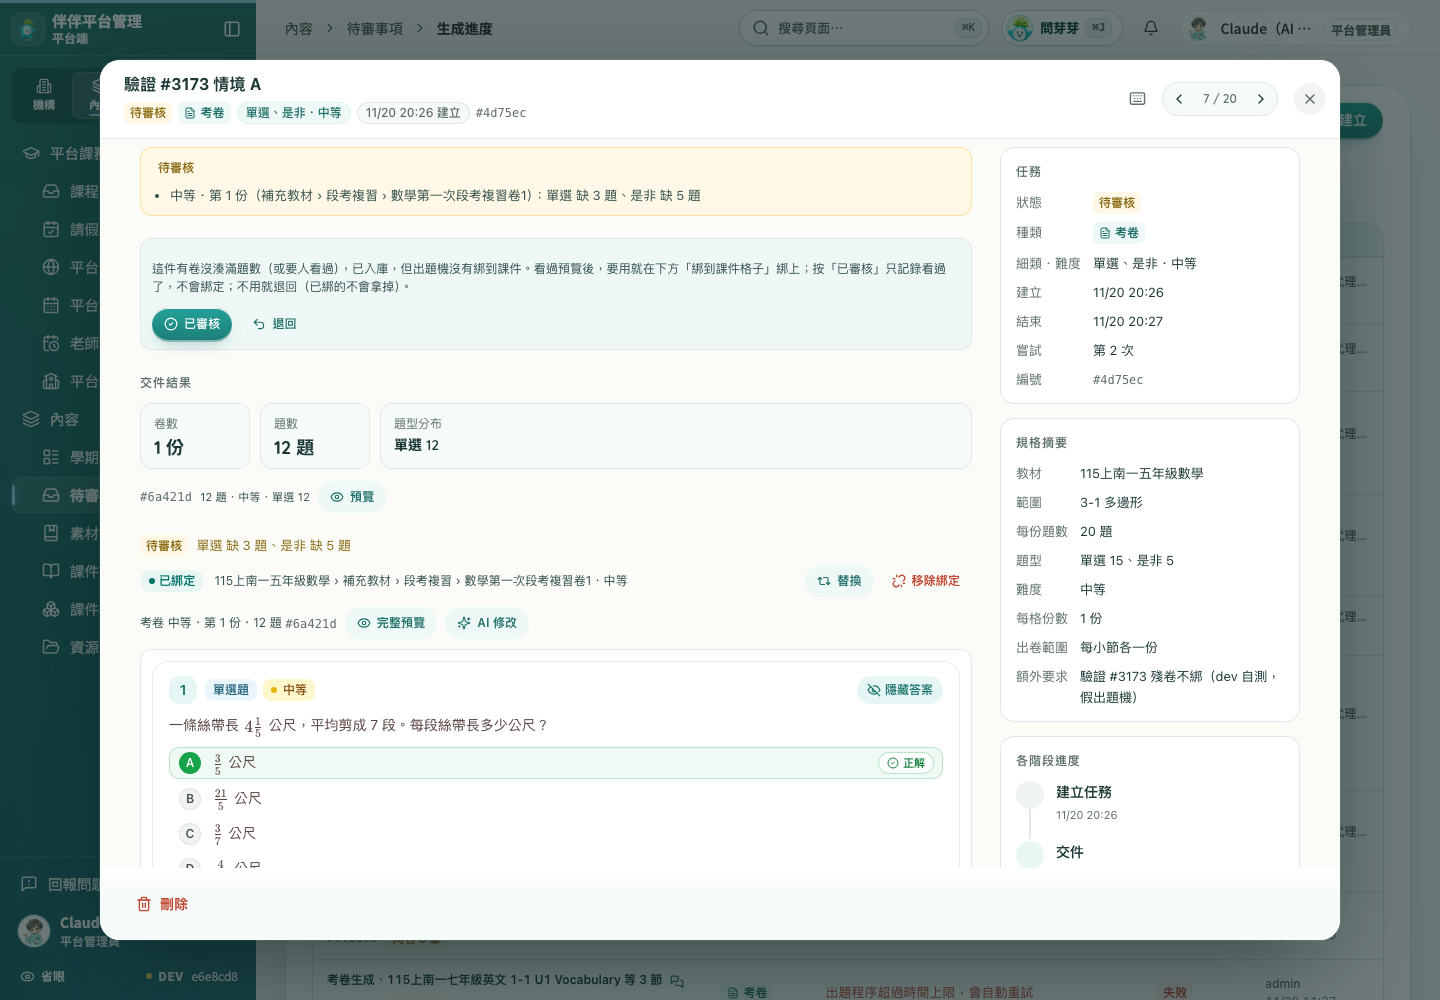 伴伴平台管理
平台端
內容 › 待審事項 › 生成進度
搜尋頁面…
⌘K
問芽芽
⌘J
Claude（AI …
平台管理員
機構
內
建立
平台課
課程
請假
平台
平台
老師
平台
內容
學期
待審
素材
課件
課件
資源
回報問題
Claud
平台管理員
省眼
DEV e6e8cd8
驗證 #3173 情境 A
待審核
考卷
單選、是非 · 中等
11/20 20:26 建立
#4d75ec
7 / 20
待審核
• 中等 · 第 1 份（補充教材 › 段考複習 › 數學第一次段考複習卷1）：單選 缺 3 題、是非 缺 5 題
這件有卷沒湊滿題數（或要人看過），已入庫，但出題機沒有綁到課件。看過預覽後，要用就在下方「綁到課件格子」綁上；按「已審核」只記錄看過
了，不會綁定；不用就退回（已綁的不會拿掉）。
已審核
退回
交件結果
卷數
1 份
題數
12 題
題型分布
單選 12
#6a421d 12 題 · 中等 · 單選 12 預覽
待審核 單選 缺 3 題、是非 缺 5 題
已綁定 115上南一五年級數學 › 補充教材 › 段考複習 › 數學第一次段考複習卷1 · 中等 替換 移除綁定
考卷 中等 · 第 1 份 · 12 題 #6a421d 完整預覽 AI 修改
1 單選題 中等 隱藏答案
一條絲帶長 4 1/5 公尺，平均剪成 7 段。每段絲帶長多少公尺？
A 3/5 公尺 正解
B 21/5 公尺
C 3/7 公尺
D 4 公尺
刪除
任務
狀態 待審核
種類 考卷
細類 · 難度 單選、是非 · 中等
建立 11/20 20:26
結束 11/20 20:27
嘗試 第 2 次
編號 #4d75ec
規格摘要
教材 115上南一五年級數學
範圍 3-1 多邊形
每份題數 20 題
題型 單選 15、是非 5
難度 中等
每格份數 1 份
出卷範圍 每小節各一份
額外要求 驗證 #3173 殘卷不綁（dev 自測，
假出題機）
各階段進度
建立任務
11/20 20:26
交件
考卷生成 · 115上南一七年級英文 1-1 U1 Vocabulary 等 3 節
考卷
出題程序超過時間上限，會自動重試
失敗
admin